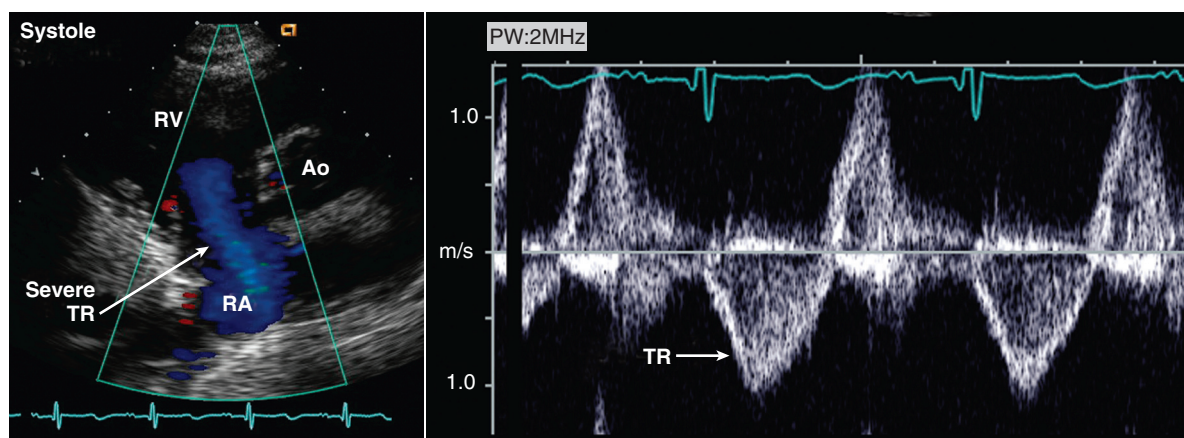 Systole
RV
Ao
Severe
TR
RA
PW:2MHz
1.0
m/s
TR
1.0